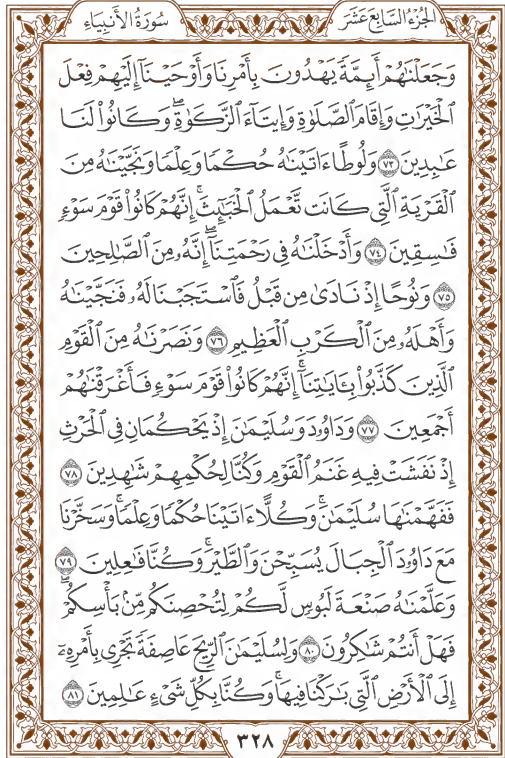 الجزء السابع عشر
سورة الأنبياء
وَجَعَلْنَٰهُمْ أَئِمَّةً يَهْدُونَ بِأَمْرِنَا وَأَوْحَيْنَآ إِلَيْهِمْ فِعْلَ
ٱلْخَيْرَٰتِ وَإِقَامَ ٱلصَّلَوٰةِ وَإِيتَآءَ ٱلزَّكَوٰةِۖ وَكَانُوا۟ لَنَا
عَٰبِدِينَ ٧٣ وَلُوطًا ءَاتَيْنَٰهُ حُكْمًا وَعِلْمًا وَنَجَّيْنَٰهُ مِنَ
ٱلْقَرْيَةِ ٱلَّتِى كَانَت تَّعْمَلُ ٱلْخَبَٰٓئِثَۚ إِنَّهُمْ كَانُوا۟ قَوْمَ سَوْءٍ
فَٰسِقِينَ ٧٤ وَأَدْخَلْنَٰهُ فِى رَحْمَتِنَآۖ إِنَّهُۥ مِنَ ٱلصَّٰلِحِينَ
٧٥ وَنُوحًا إِذْ نَادَىٰ مِن قَبْلُ فَٱسْتَجَبْنَا لَهُۥ فَنَجَّيْنَٰهُ
وَأَهْلَهُۥ مِنَ ٱلْكَرْبِ ٱلْعَظِيمِ ٧٦ وَنَصَرْنَٰهُ مِنَ ٱلْقَوْمِ
ٱلَّذِينَ كَذَّبُوا۟ بِـَٔايَٰتِنَآۚ إِنَّهُمْ كَانُوا۟ قَوْمَ سَوْءٍ فَأَغْرَقْنَٰهُمْ
أَجْمَعِينَ ٧٧ وَدَاوُۥدَ وَسُلَيْمَٰنَ إِذْ يَحْكُمَانِ فِى ٱلْحَرْثِ
إِذْ نَفَشَتْ فِيهِ غَنَمُ ٱلْقَوْمِ وَكُنَّا لِحُكْمِهِمْ شَٰهِدِينَ ٧٨
فَفَهَّمْنَٰهَا سُلَيْمَٰنَۚ وَكُلًّا ءَاتَيْنَا حُكْمًا وَعِلْمًاۚ وَسَخَّرْنَا
مَعَ دَاوُۥدَ ٱلْجِبَالَ يُسَبِّحْنَ وَٱلطَّيْرَۚ وَكُنَّا فَٰعِلِينَ ٧٩
وَعَلَّمْنَٰهُ صَنْعَةَ لَبُوسٍ لَّكُمْ لِتُحْصِنَكُم مِّنۢ بَأْسِكُمْۖ
فَهَلْ أَنتُمْ شَٰكِرُونَ ٨٠ وَلِسُلَيْمَٰنَ ٱلرِّيحَ عَاصِفَةً تَجْرِى بِأَمْرِهِۦٓ
إِلَى ٱلْأَرْضِ ٱلَّتِى بَٰرَكْنَا فِيهَاۚ وَكُنَّا بِكُلِّ شَىْءٍ عَٰلِمِينَ ٨١
٣٢٨